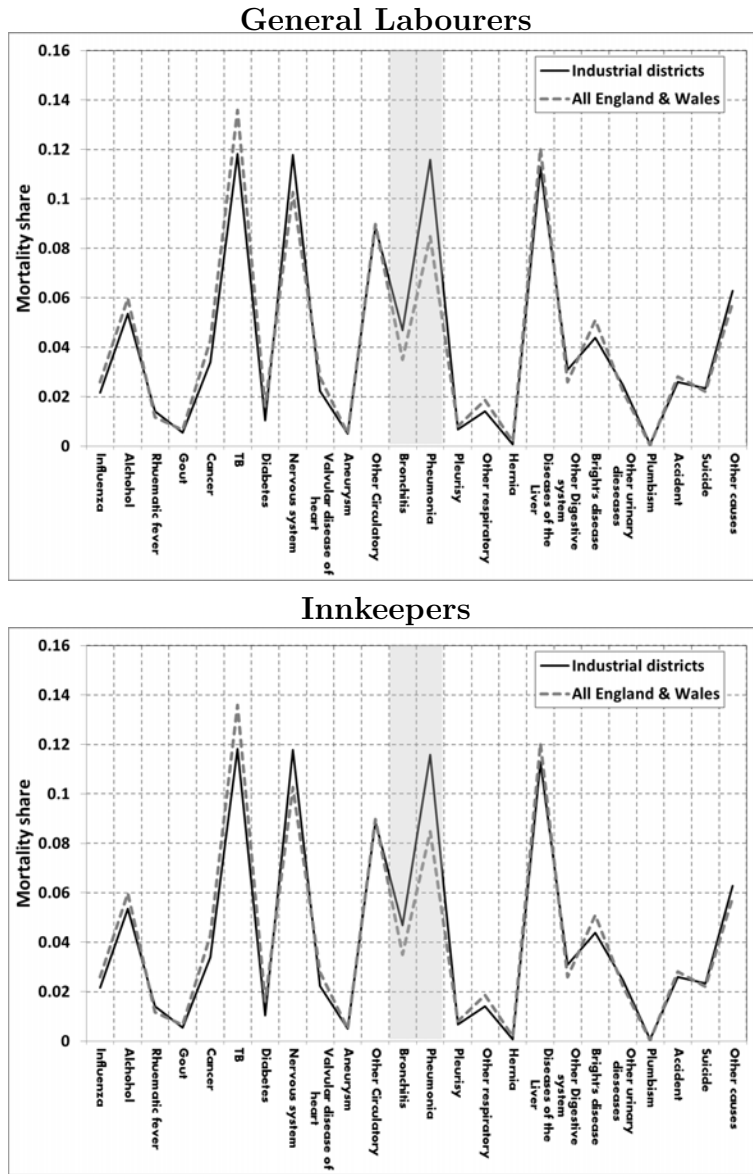 General Labourers
0.16
0.14
0.12
0.1
0.08
0.06
0.04
0.02
0
Mortality share
Industrial districts
All England & Wales
Influenza
Alchohol
Rhuematic fever
Gout
Cancer
TB
Diabetes
Nervous system
Valvular disease of
heart
Aneurysm
Other Circulatory
Bronchitis
Pheumonia
Pleurisy
Other respiratory
Hernia
Diseases of the
Liver
Other Digestive
system
Bright's disease
Other urinary
dieseases
Plumbism
Accident
Suicide
Other causes
Innkeepers
0.16
0.14
0.12
0.1
0.08
0.06
0.04
0.02
0
Mortality share
Industrial districts
All England & Wales
Influenza
Alchohol
Rhuematic fever
Gout
Cancer
TB
Diabetes
Nervous system
Valvular disease of
heart
Aneurysm
Other Circulatory
Bronchitis
Pheumonia
Pleurisy
Other respiratory
Hernia
Diseases of the
Liver
Other Digestive
system
Bright's disease
Other urinary
dieseases
Plumbism
Accident
Suicide
Other causes